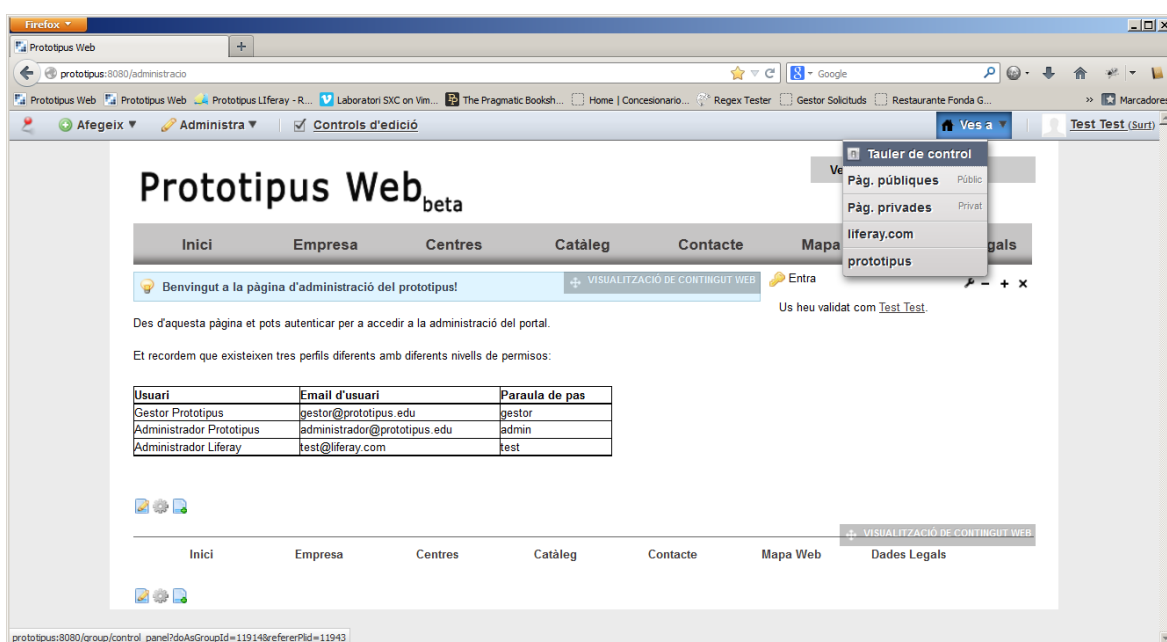 Firefox
Prototipus Web
prototipus:8080/administracio
Google
Prototipus Web Prototipus Web Prototipus LIferay - R... Laboratori SXC on Vim... The Pragmatic Booksh... Home | Concesionario... Regex Tester Gestor Solicituds Restaurante Fonda G... » Marcadores
Afegeix ▼ Administra ▼ Controls d'edició Ves a ▼ Test Test (Surt)
Tauler de control
Pàg. públiques Públic
Pàg. privades Privat
liferay.com
prototipus
Prototipus Web beta
Ve
Inici Empresa Centres Catàleg Contacte Mapa gals
Benvingut a la pàgina d'administració del prototipus! VISUALITZACIÓ DE CONTINGUT WEB Entra
Us heu validat com Test Test.
Des d'aquesta pàgina et pots autenticar per a accedir a la administració del portal.
Et recordem que existeixen tres perfils diferents amb diferents nivells de permisos:
Usuari Email d'usuari Paraula de pas
Gestor Prototipus gestor@prototipus.edu gestor
Administrador Prototipus administrador@prototipus.edu admin
Administrador Liferay test@liferay.com test
VISUALITZACIÓ DE CONTINGUT WEB
Inici Empresa Centres Catàleg Contacte Mapa Web Dades Legals
prototipus:8080/group/control_panel?doAsGroupId=11914&refererPlid=11943